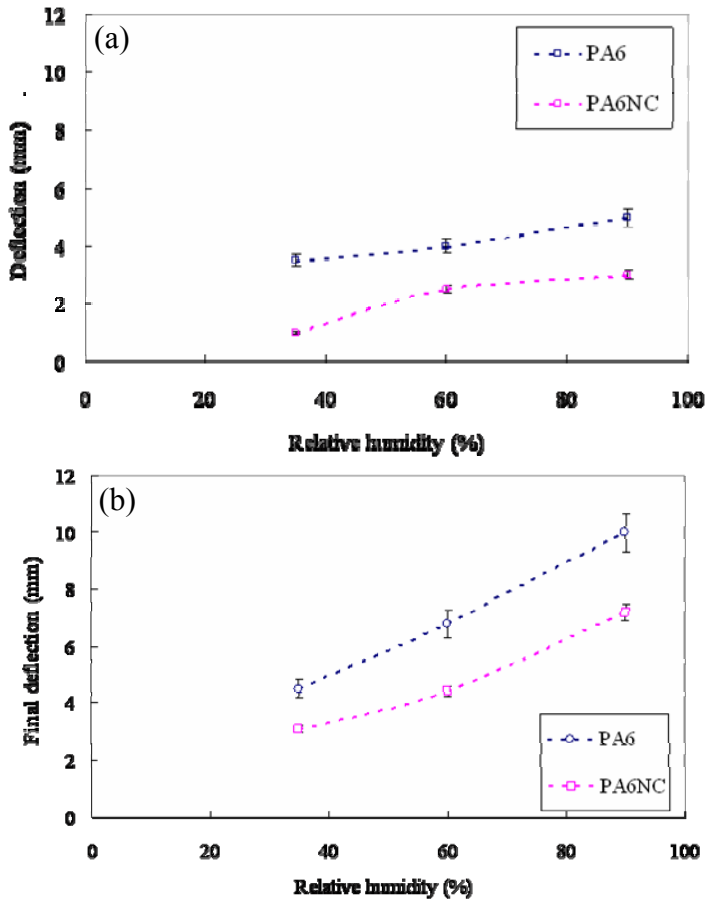 (a)
12
10
8
6
4
2
0
Deflection (mm)
PA6
PA6NC
0 20 40 60 80 100
Relative humidity (%)
(b)
12
10
8
6
4
2
0
Final deflection (mm)
PA6
PA6NC
0 20 40 60 80 100
Relative humidity (%)